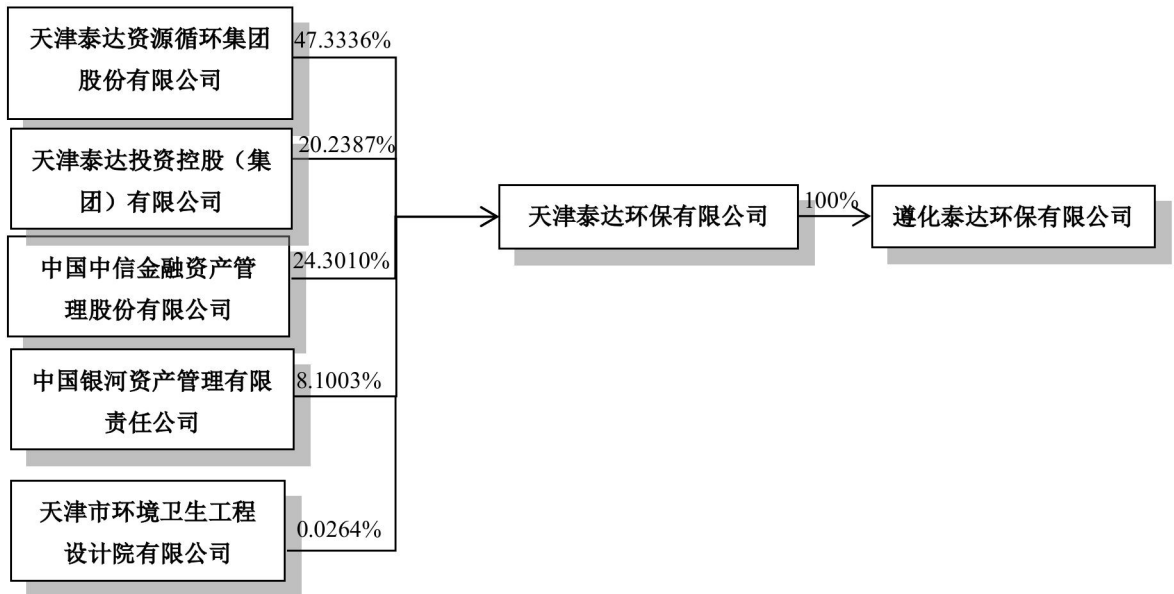 天津泰达资源循环集团
股份有限公司
47.3336%
天津泰达投资控股（集
团）有限公司
20.2387%
中国中信金融资产管
理股份有限公司
24.3010%
中国银河资产管理有限
责任公司
8.1003%
天津市环境卫生工程
设计院有限公司
0.0264%
天津泰达环保有限公司
100%
遵化泰达环保有限公司